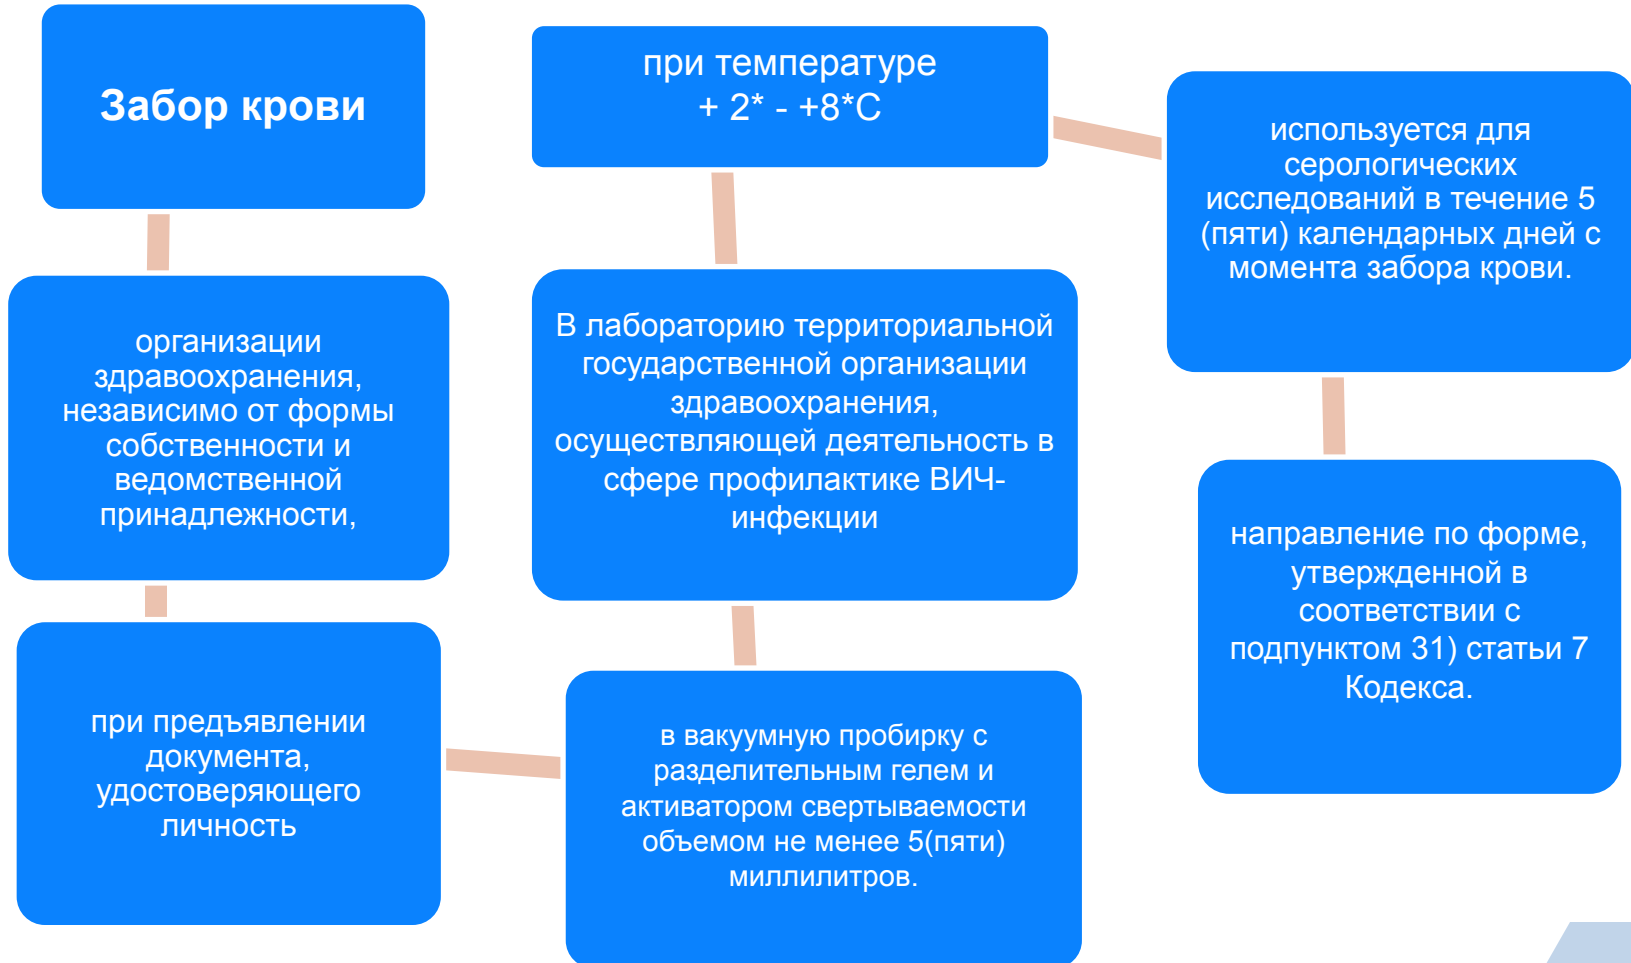 Забор крови
организации
здравоохранения,
независимо от формы
собственности и
ведомственной
принадлежности,
при предъявлении
документа,
удостоверяющего
личность
в вакуумную пробирку с
разделительным гелем и
активатором свертываемости
объемом не менее 5(пяти)
миллилитров.
В лабораторию территориальной
государственной организации
здравоохранения,
осуществляющей деятельность в
сфере профилактике ВИЧ-
инфекции
при температуре
+ 2* - +8*С
используется для
серологических
исследований в течение 5
(пяти) календарных дней с
момента забора крови.
направление по форме,
утвержденной в
соответствии с
подпунктом 31) статьи 7
Кодекса.